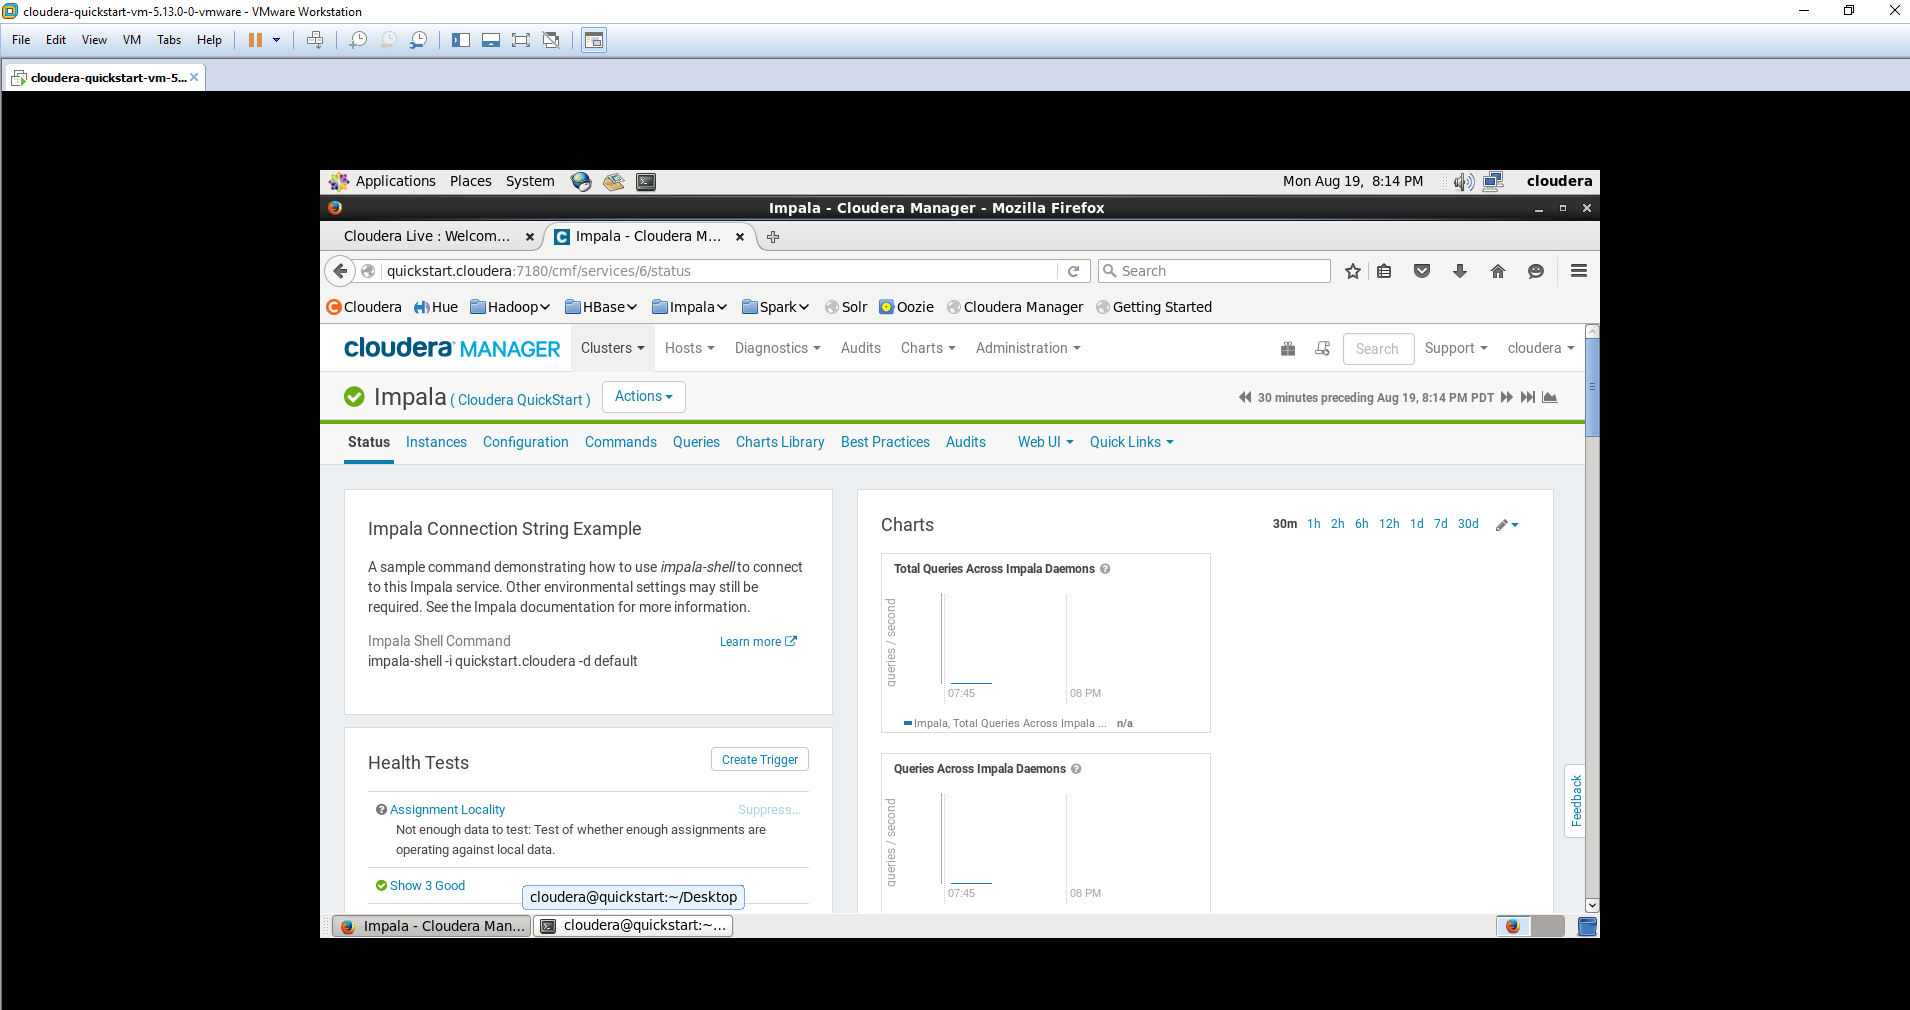 cloudera-quickstart-vm-5.13.0-0-vmware - VMware Workstation
File Edit View VM Tabs Help
cloudera-quickstart-vm-5...
Applications Places System Mon Aug 19, 8:14 PM cloudera
Impala - Cloudera Manager - Mozilla Firefox
Cloudera Live : Welcom... Impala - Cloudera M...
quickstart.cloudera:7180/cmf/services/6/status Search
Cloudera Hue Hadoop HBase Impala Spark Solr Oozie Cloudera Manager Getting Started
cloudera MANAGER Clusters Hosts Diagnostics Audits Charts Administration Search Support cloudera
Impala ( Cloudera QuickStart ) Actions 30 minutes preceding Aug 19, 8:14 PM PDT
Status Instances Configuration Commands Queries Charts Library Best Practices Audits Web UI Quick Links
Impala Connection String Example
A sample command demonstrating how to use impala-shell to connect
to this Impala service. Other environmental settings may still be
required. See the Impala documentation for more information.
Impala Shell Command Learn more
impala-shell -i quickstart.cloudera -d default
Health Tests Create Trigger
Assignment Locality Suppress...
Not enough data to test: Test of whether enough assignments are
operating against local data.
Show 3 Good
Charts 30m 1h 2h 6h 12h 1d 7d 30d
Total Queries Across Impala Daemons
queries / second
07:45 08 PM
Impala, Total Queries Across Impala ... n/a
Queries Across Impala Daemons
queries / second
07:45 08 PM
Feedback
cloudera@quickstart:~/Desktop
Impala - Cloudera Man... cloudera@quickstart:~...